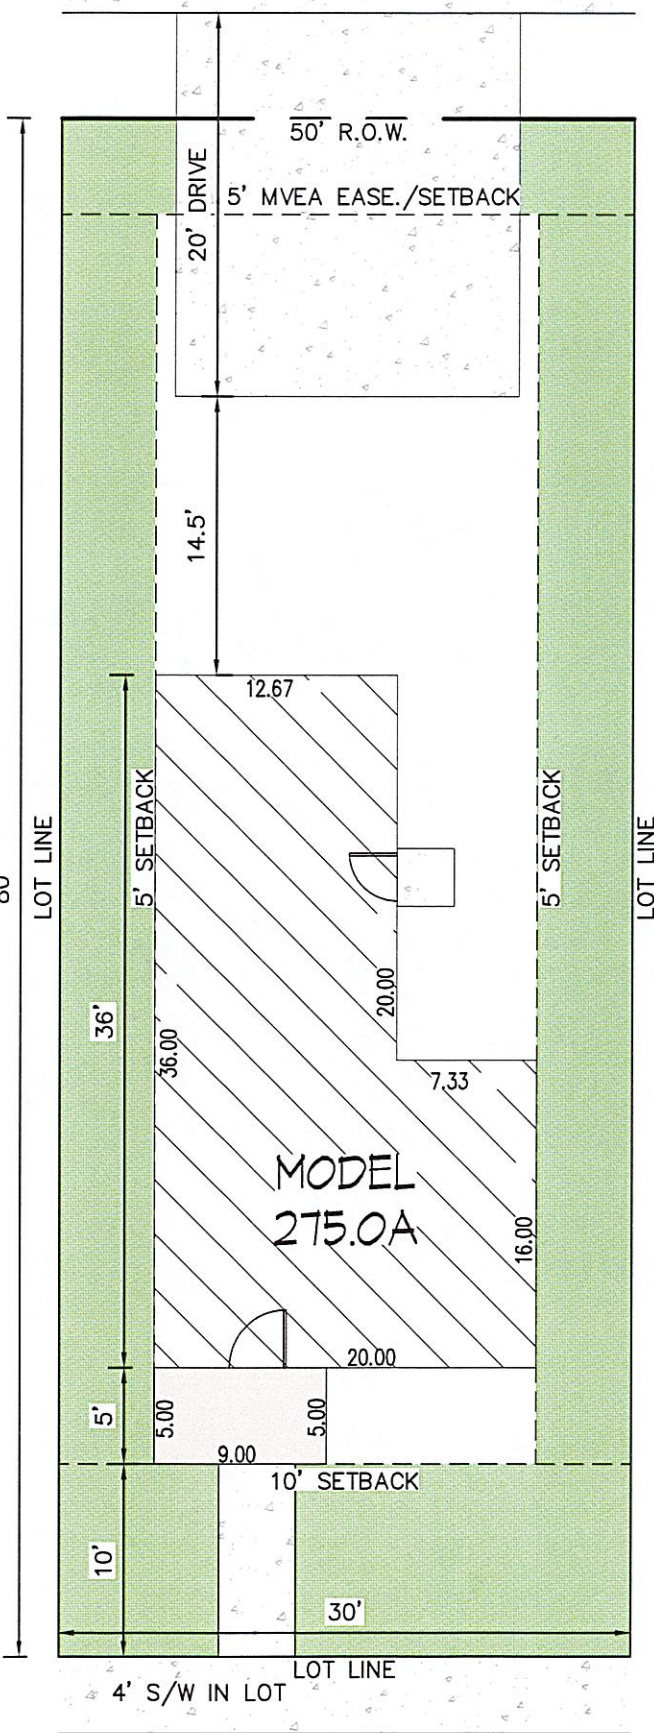 50' R.O.W.
20' DRIVE
5' MVEA EASE./SETBACK
14.5'
12.67
LOT LINE
5' SETBACK
5' SETBACK
LOT LINE
36'
36.00
20.00
7.33
MODEL
275.0A
16.00
20.00
5'
5.00
5.00
9.00
10' SETBACK
10'
30'
LOT LINE
4' S/W IN LOT